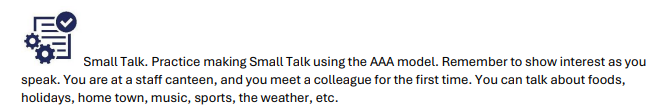 Small Talk. Practice making Small Talk using the AAA model. Remember to show interest as you
speak. You are at a staff canteen, and you meet a colleague for the first time. You can talk about foods,
holidays, home town, music, sports, the weather, etc.